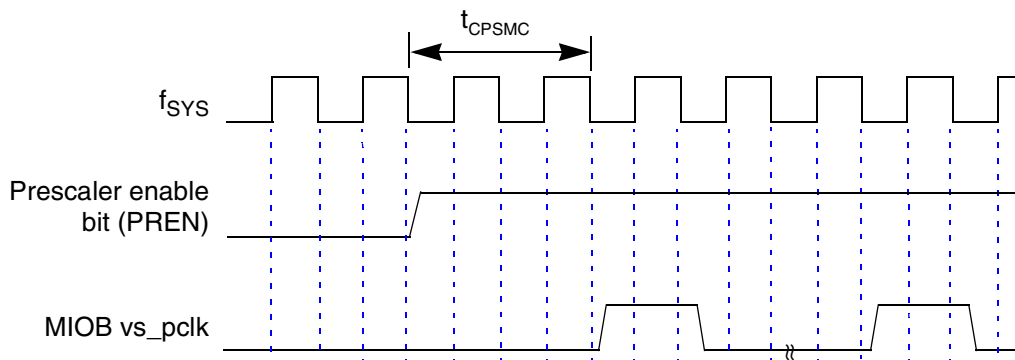 tCPSMC
fSYS
Prescaler enable
bit (PREN)
MIOB vs_pclk